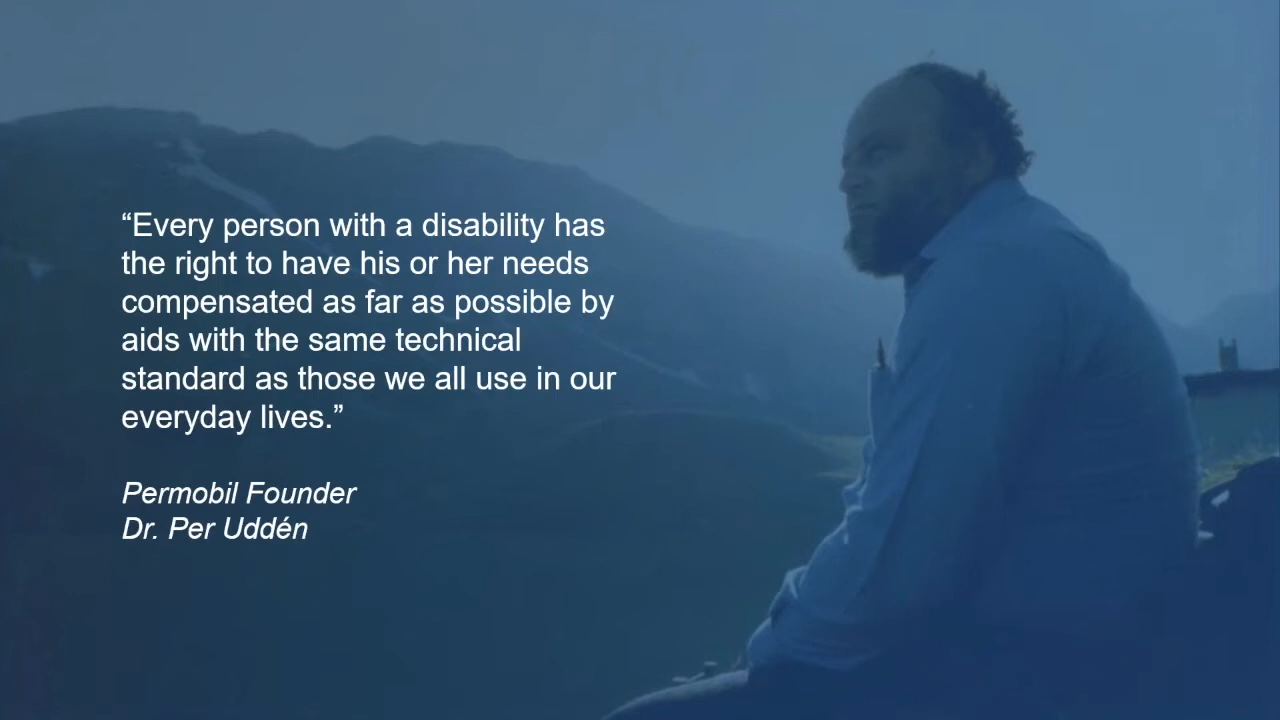 “Every person with a disability has
the right to have his or her needs
compensated as far as possible by
aids with the same technical
standard as those we all use in our
everyday lives.”
Permobil Founder
Dr. Per Uddén